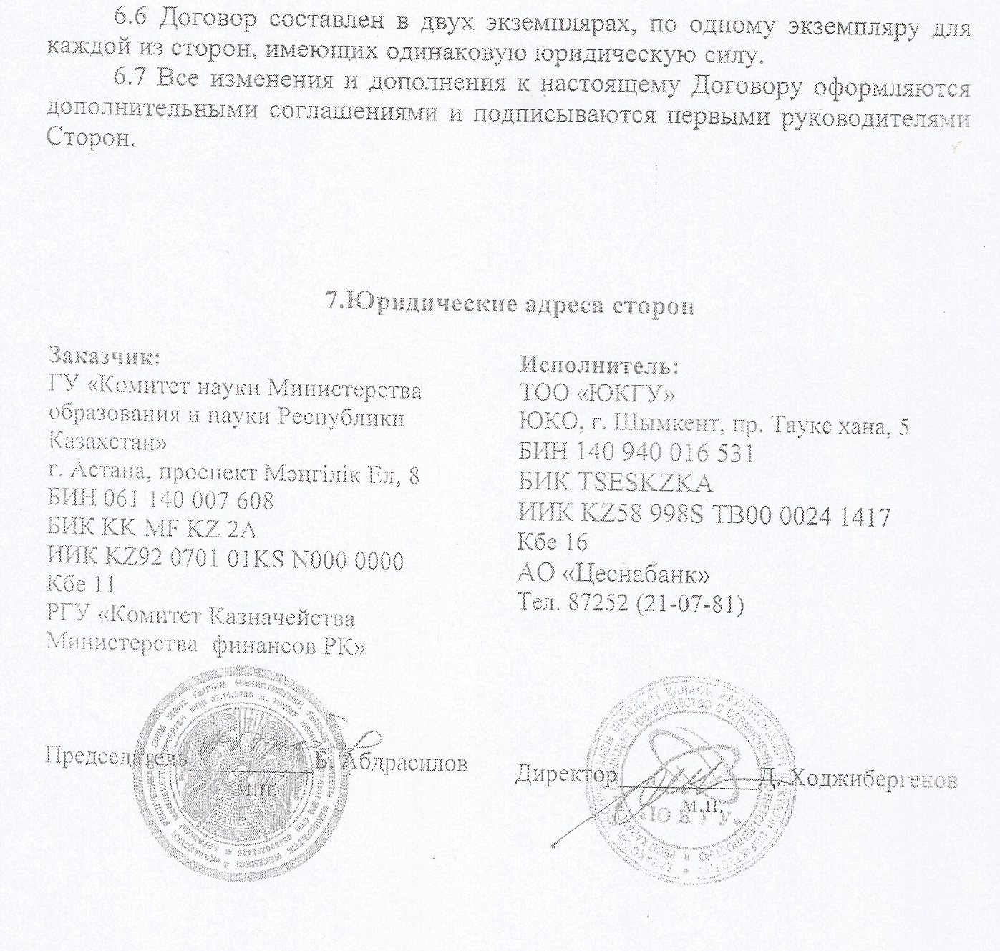 6.6 Договор составлен в двух экземплярах, по одному экземпляру для
каждой из сторон, имеющих одинаковую юридическую силу.
6.7 Все изменения и дополнения к настоящему Договору оформляются
дополнительными соглашениями и подписываются первыми руководителями
Сторон.
7.Юридические адреса сторон
Заказчик:
ГУ «Комитет науки Министерства
образования и науки Республики
Казахстан»
г. Астана, проспект Мәңгілік Ел, 8
БИН 061 140 007 608
БИК KK MF KZ 2A
ИИК KZ92 0701 01KS N000 0000
Кбе 11
РГУ «Комитет Казначейства
Министерства финансов РК»
Председатель Б. Абдрасилов
М.П.
Исполнитель:
ТОО «ЮКГУ»
ЮКО, г. Шымкент, пр. Тауке хана, 5
БИН 140 940 016 531
БИК TSESKZKA
ИИК KZ58 998S TB00 0024 1417
Кбе 16
АО «Цеснабанк»
Тел. 87252 (21-07-81)
Директор Д. Ходжибергенов
М.П.
«ЮКГУ»